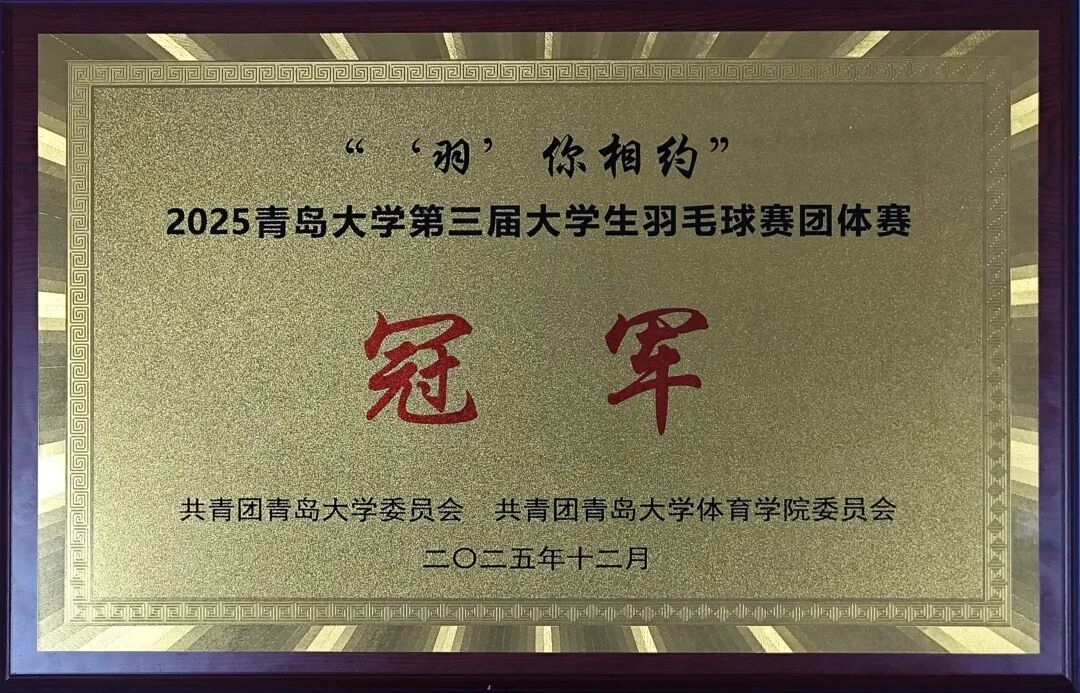 “‘羽’你相约”
2025青岛大学第三届大学生羽毛球赛团体赛
冠军
共青团青岛大学委员会 共青团青岛大学体育学院委员会
二〇二五年十二月